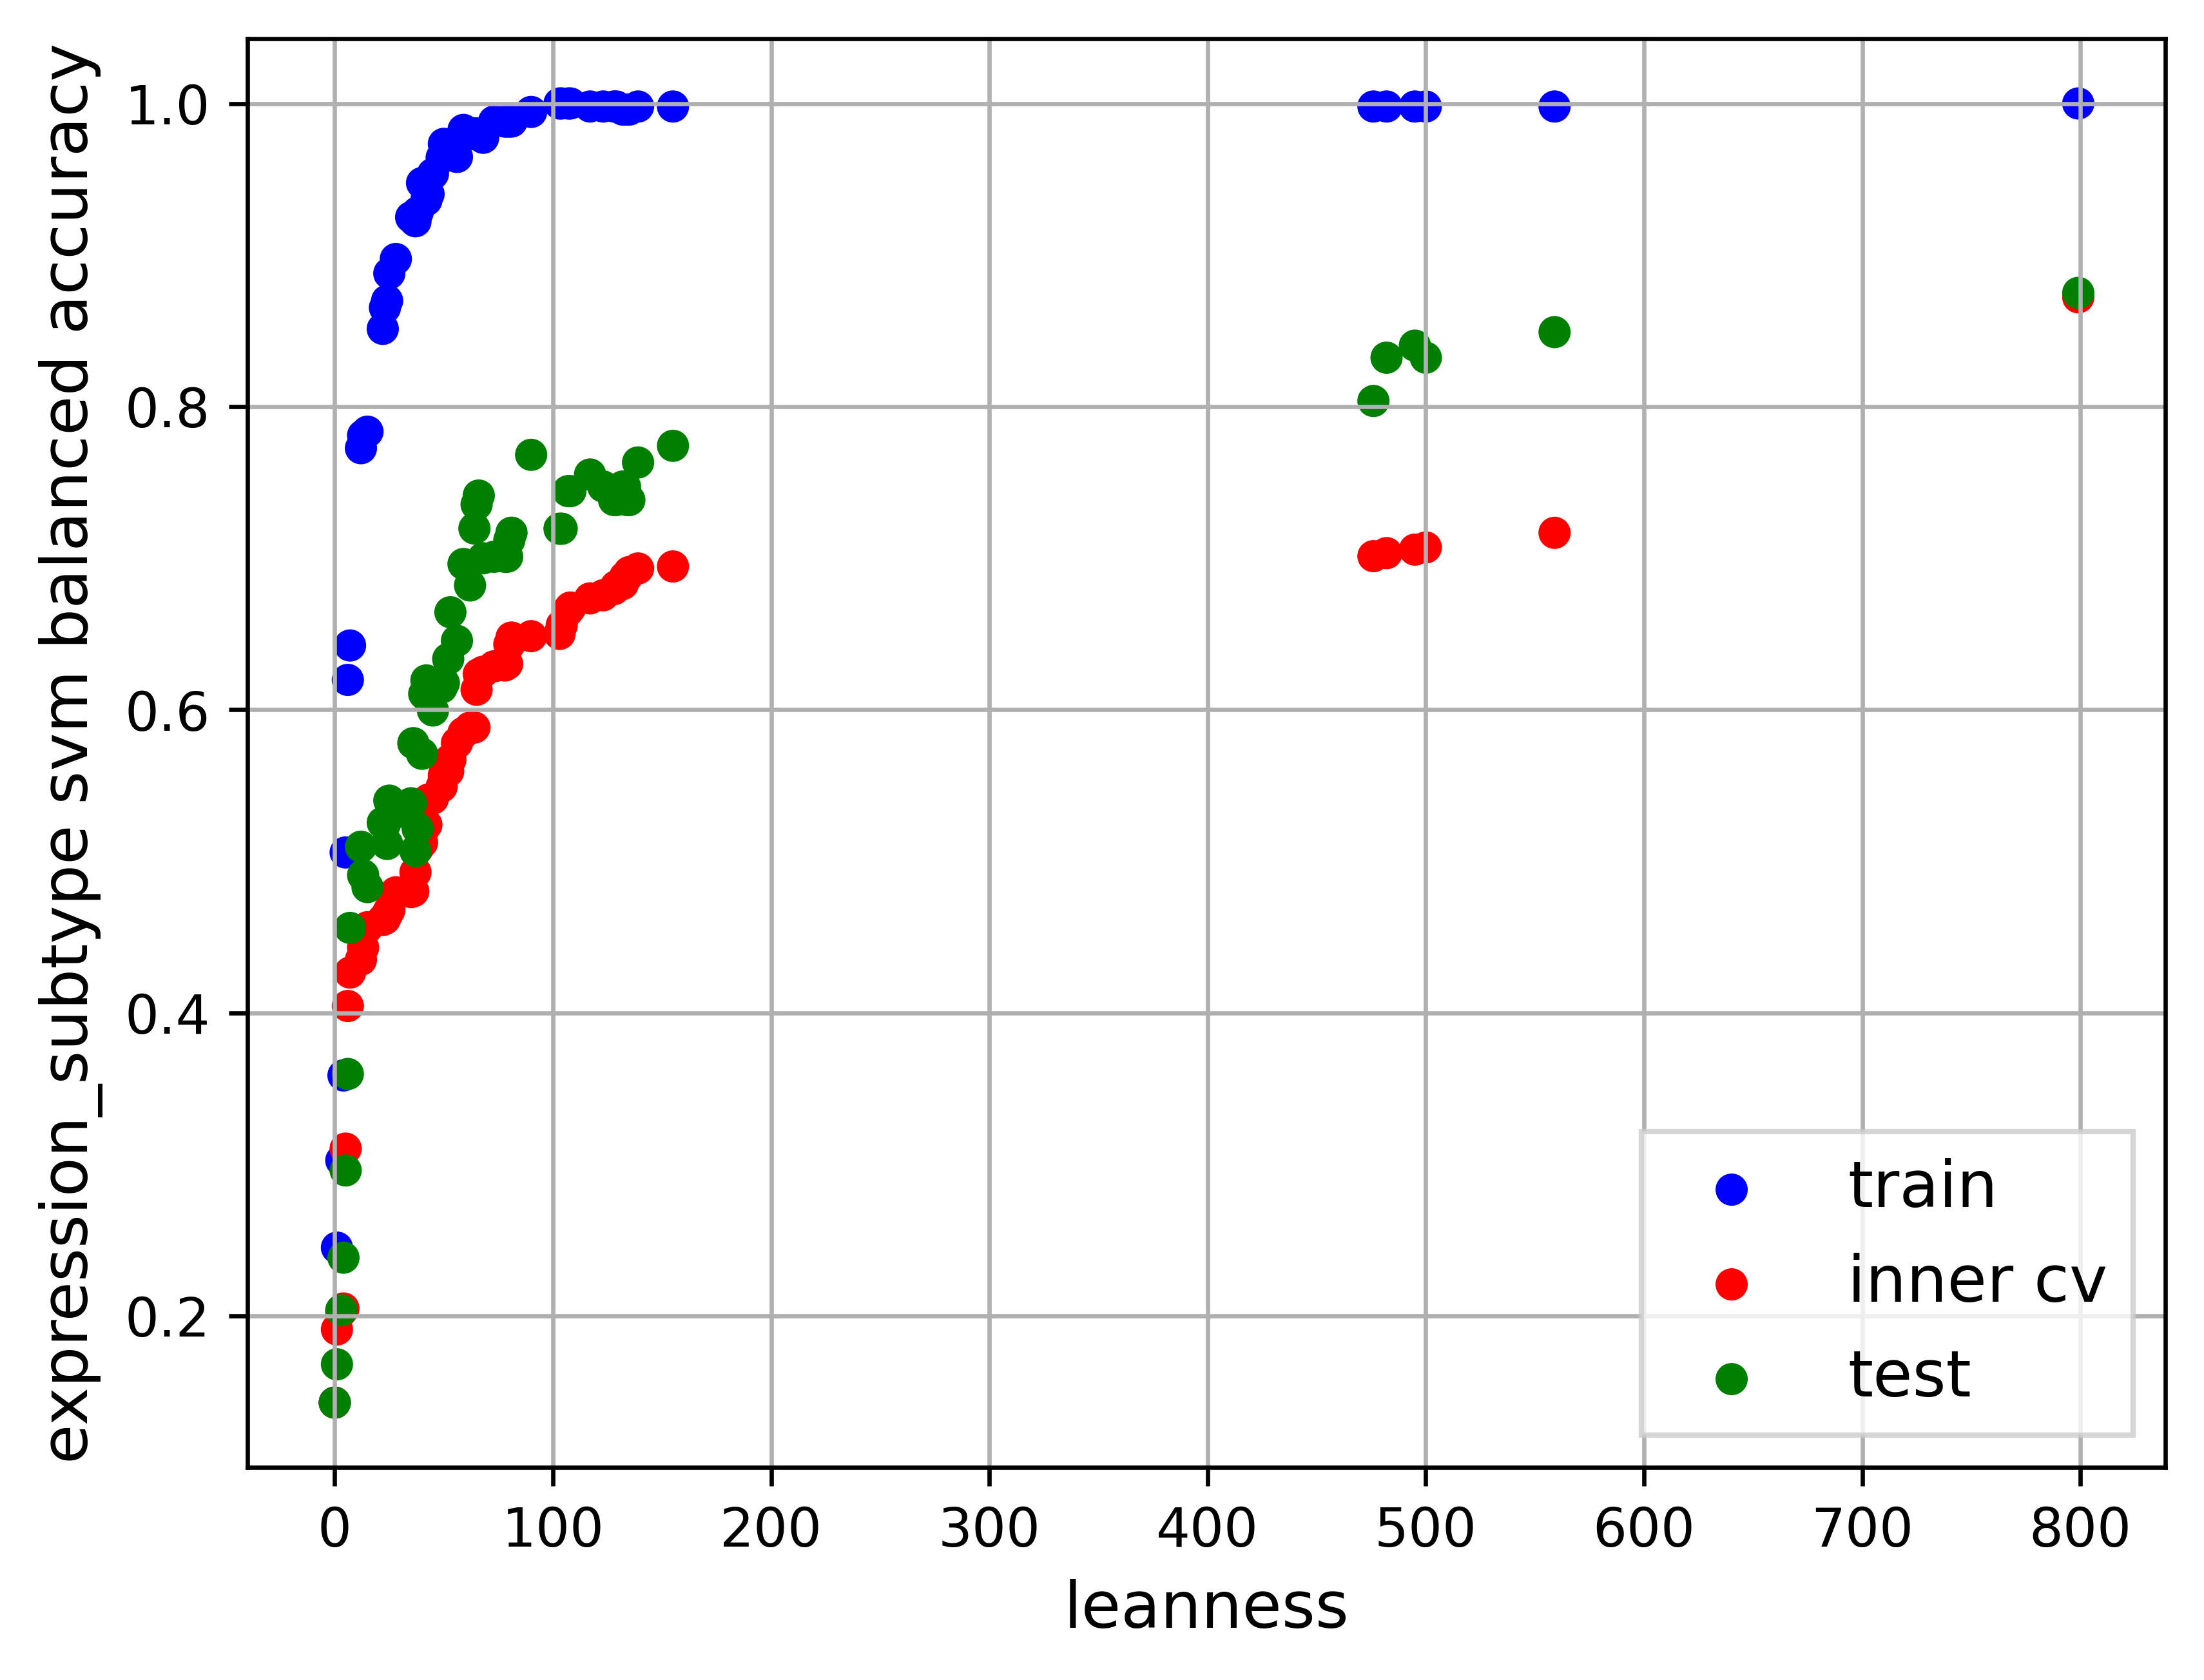 expression_subtype svm balanced accuracy
1.0
0.8
0.6
0.4
0.2
train
inner cv
test
0 100 200 300 400 500 600 700 800
leanness